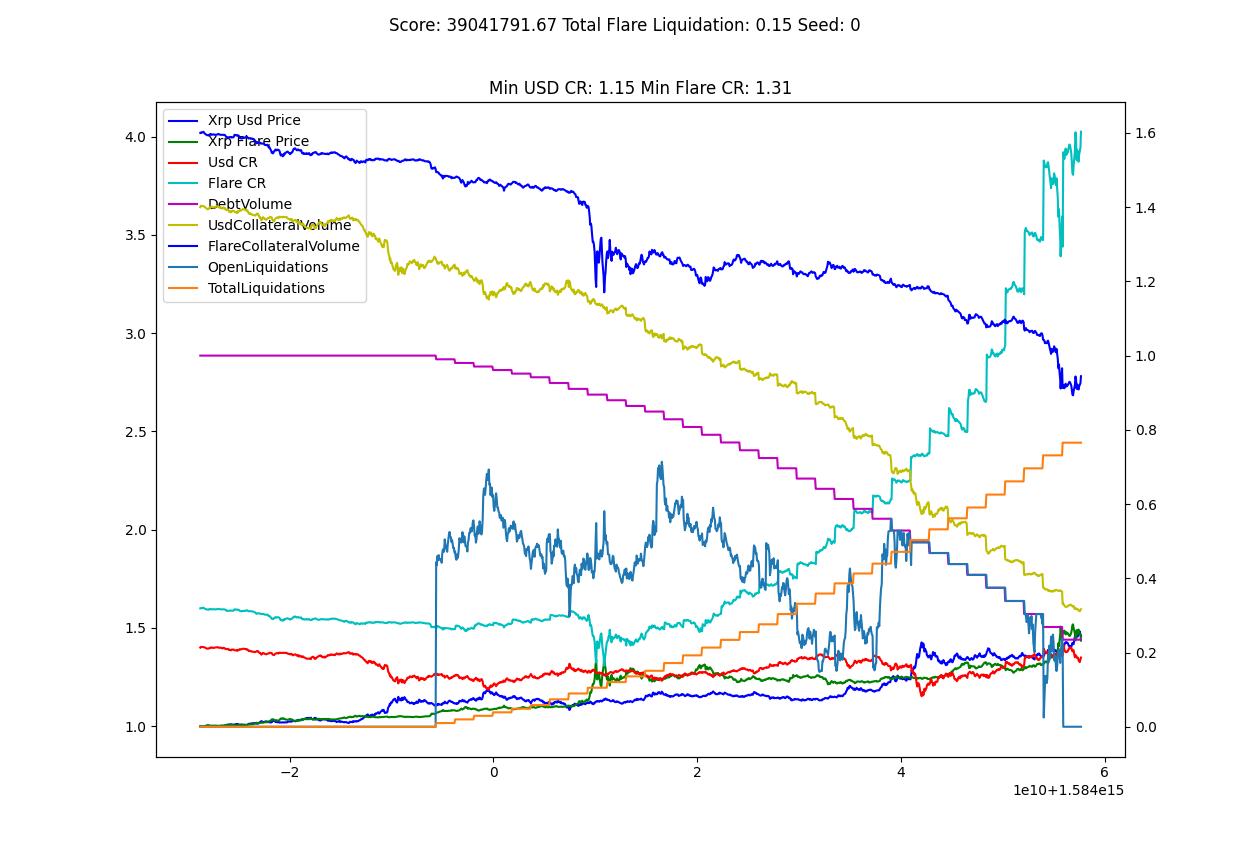 Score: 39041791.67 Total Flare Liquidation: 0.15 Seed: 0
Min USD CR: 1.15 Min Flare CR: 1.31
Xrp Usd Price
Xrp Flare Price
Usd CR
Flare CR
DebtVolume
UsdCollateralVolume
FlareCollateralVolume
OpenLiquidations
TotalLiquidations
4.0
3.5
3.0
2.5
2.0
1.5
1.0
1.6
1.4
1.2
1.0
0.8
0.6
0.4
0.2
0.0
−2
0
2
4
6
1e10+1.584e15